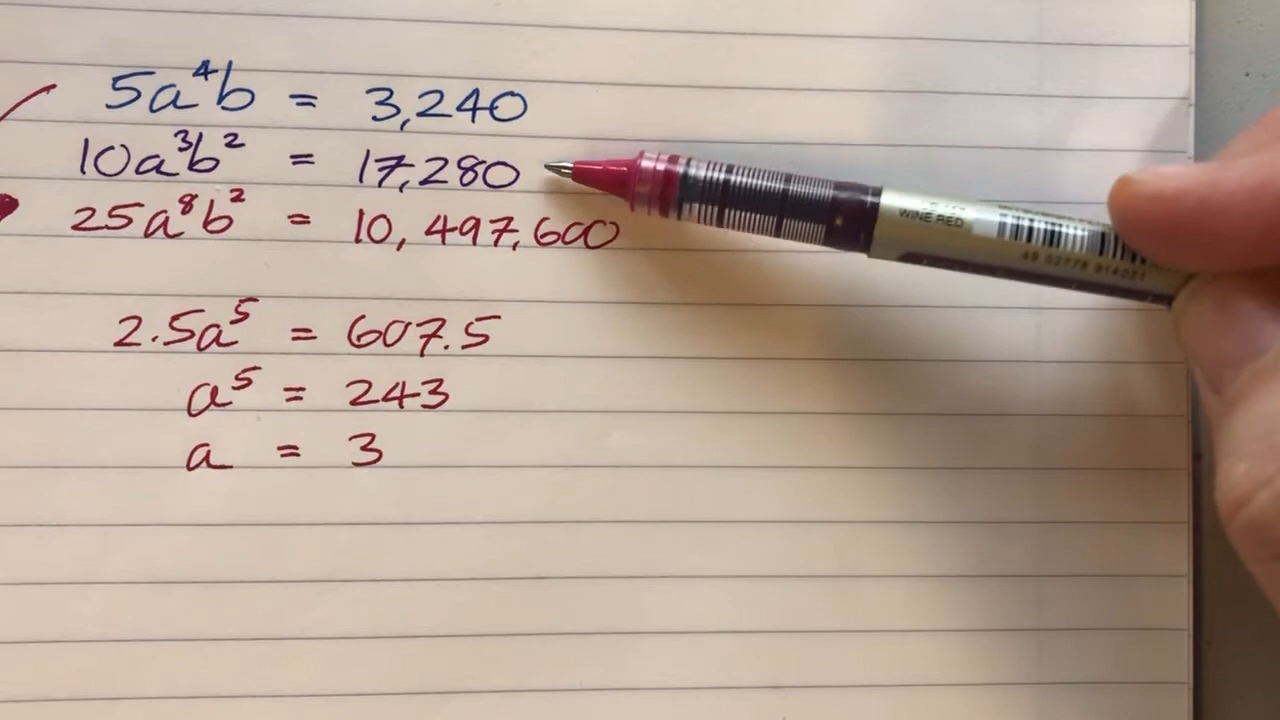 5a⁴b = 3,240
10a³b² = 17,280
25a⁸b² = 10,497,600
2.5a⁵ = 607.5
a⁵ = 243
a = 3
WINE RED